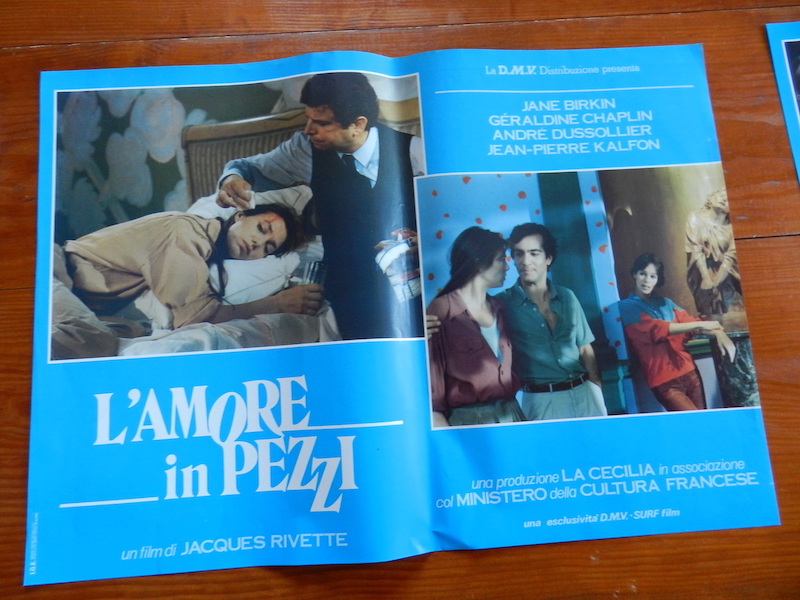 La D.M.V. Distribuzione presenta
JANE BIRKIN
GÉRALDINE CHAPLIN
ANDRÉ DUSSOLLIER
JEAN-PIERRE KALFON
L'AMORE
in PEZZI
un film di JACQUES RIVETTE
una produzione LA CECILIA in associazione
col MINISTERO della CULTURA FRANCESE
una esclusività D.M.V. - SURF film